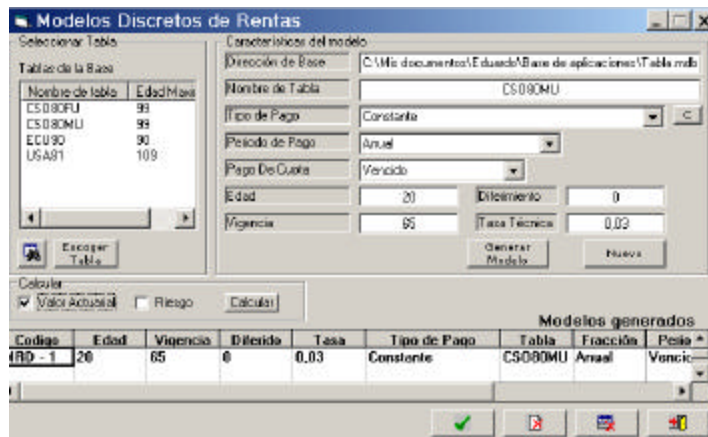 Modelos Discretos de Rentas
Seleccionar Tabla
Tablas de la Base
Nombre de tabla Edad Maxi
CSO80FU 99
CSO80MU 99
ECU90 90
USA81 109
Escoger Tabla
Características del modelo
Dirección de Base C:\Mis documentos\Eduardo\Base de aplicaciones\Tabla.mdb
Nombre de Tabla CSO80MU
Tipo de Pago Constante C
Periodo de Pago Anual
Pago De Cuota Vencido
Edad 20 Diferimiento 0
Vigencia 65 Tasa Técnica 0,03
Generar Modelo Nuevo
Calcular
Valor Actuarial Riesgo Calcular
Modelos generados
Codigo Edad Vigencia Diferido Tasa Tipo de Pago Tabla Fracción Perio
MRD - 1 20 65 0 0,03 Constante CSO80MU Anual Vencid